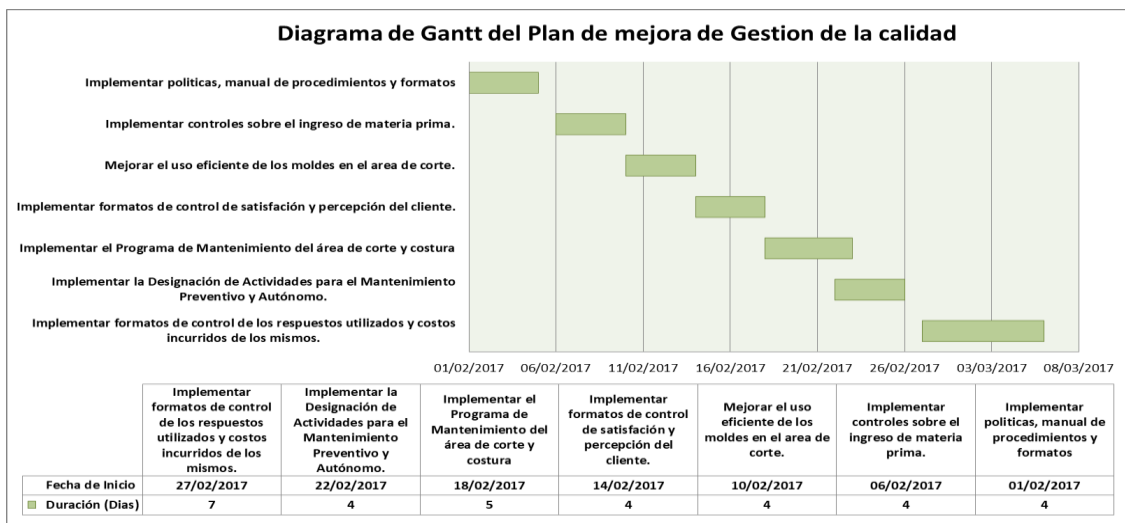 Diagrama de Gantt del Plan de mejora de Gestion de la calidad
Implementar politicas, manual de procedimientos y formatos
Implementar controles sobre el ingreso de materia prima.
Mejorar el uso eficiente de los moldes en el area de corte.
Implementar formatos de control de satisfacción y percepción del cliente.
Implementar el Programa de Mantenimiento del área de corte y costura
Implementar la Designación de Actividades para el Mantenimiento
Preventivo y Autónomo.
Implementar formatos de control de los respuestos utilizados y costos
incurridos de los mismos.
01/02/2017 06/02/2017 11/02/2017 16/02/2017 21/02/2017 26/02/2017 03/03/2017 08/03/2017
Implementar
formatos de control
de los respuestos
utilizados y costos
incurridos de los
mismos.
Implementar la
Designación de
Actividades para el
Mantenimiento
Preventivo y
Autónomo.
Implementar el
Programa de
Mantenimiento del
área de corte y
costura
Implementar
formatos de control
de satisfacción y
percepción del
cliente.
Mejorar el uso
eficiente de los
moldes en el area de
corte.
Implementar
controles sobre el
ingreso de materia
prima.
Implementar
politicas, manual de
procedimientos y
formatos
Fecha de Inicio 27/02/2017 22/02/2017 18/02/2017 14/02/2017 10/02/2017 06/02/2017 01/02/2017
Duración (Dias) 7 4 5 4 4 4 4